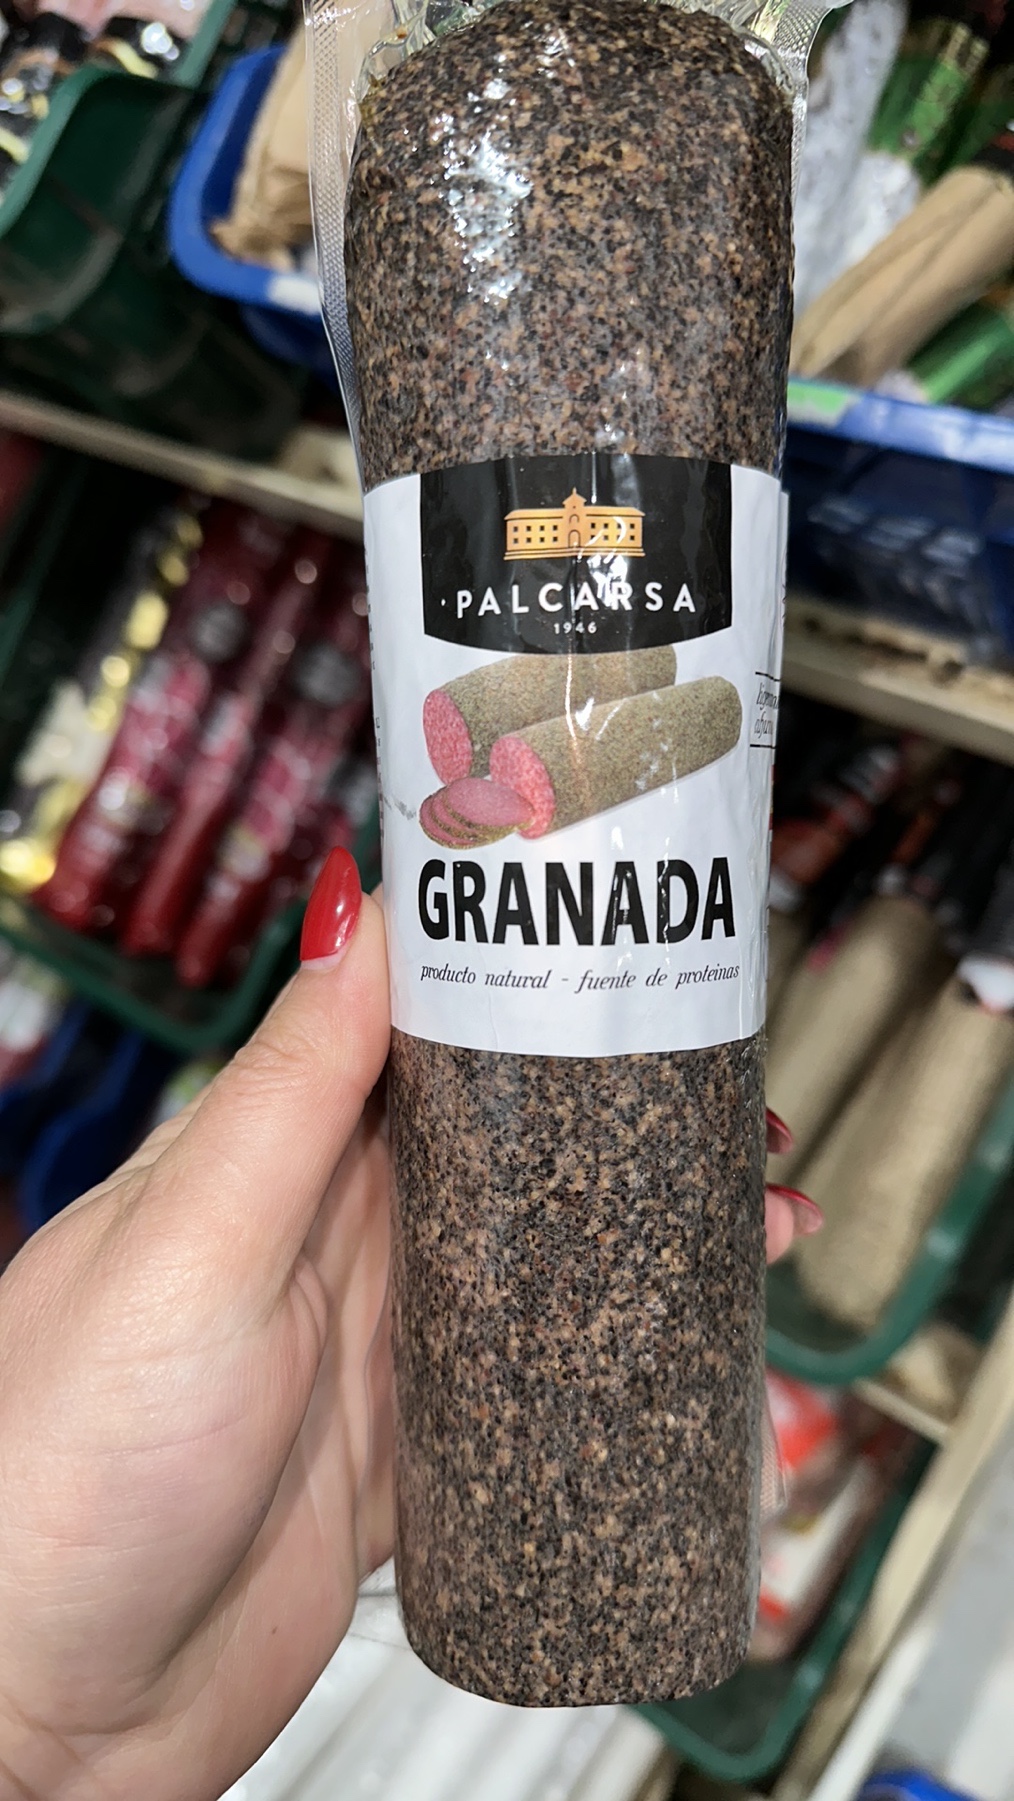 PALCARSA
1946
GRANADA
producto natural - fuente de proteinas